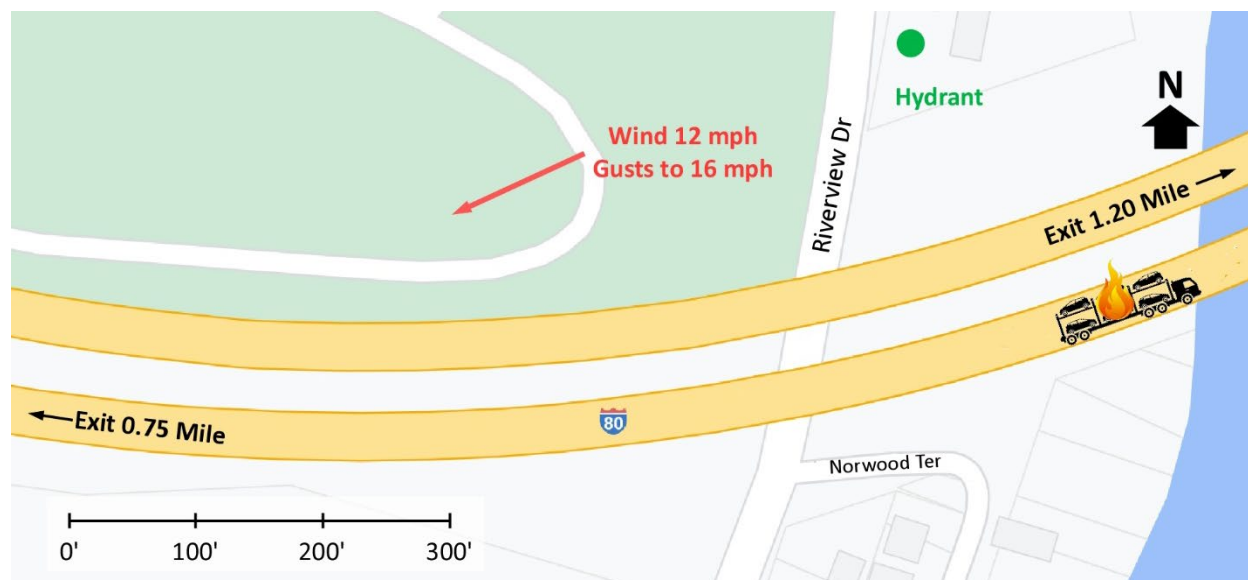 Hydrant
N
Wind 12 mph
Gusts to 16 mph
Riverview Dr
Exit 1.20 Mile
Exit 0.75 Mile
80
Norwood Ter
0' 100' 200' 300'